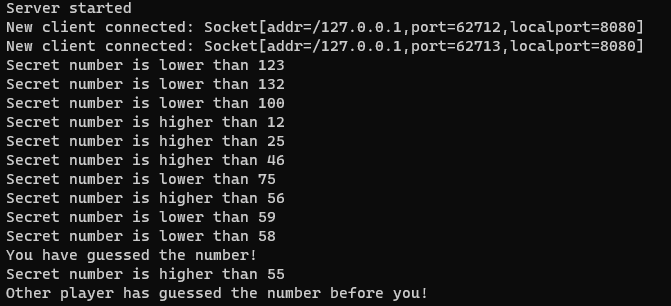 Server started
New client connected: Socket[addr=/127.0.0.1,port=62712,localport=8080]
New client connected: Socket[addr=/127.0.0.1,port=62713,localport=8080]
Secret number is lower than 123
Secret number is lower than 132
Secret number is lower than 100
Secret number is higher than 12
Secret number is higher than 25
Secret number is higher than 46
Secret number is lower than 75
Secret number is higher than 56
Secret number is lower than 59
Secret number is lower than 58
You have guessed the number!
Secret number is higher than 55
Other player has guessed the number before you!